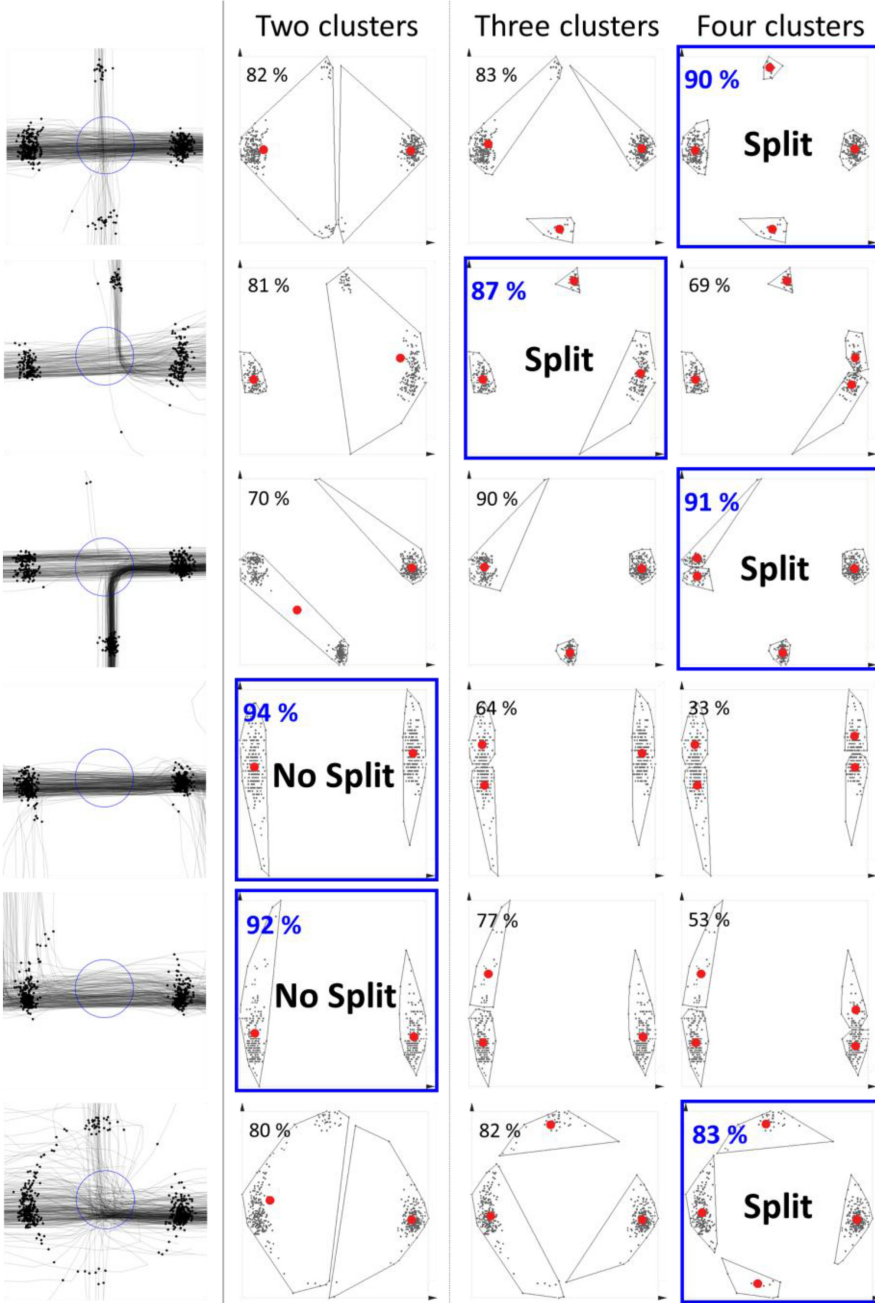 Two clusters Three clusters Four clusters
82 % 83 % 90 %
Split
81 % 87 % 69 %
Split
70 % 90 % 91 %
Split
94 % 64 % 33 %
No Split
92 % 77 % 53 %
No Split
80 % 82 % 83 %
Split